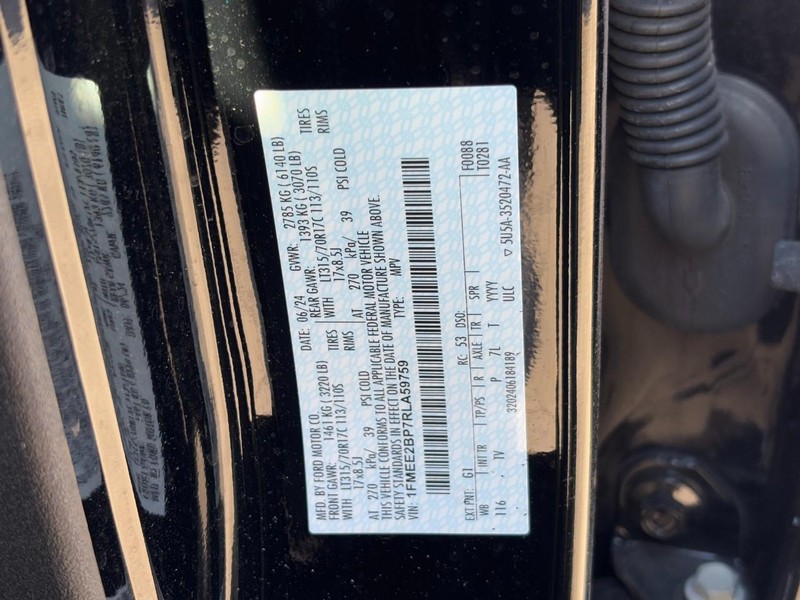 MFD. BY FORD MOTOR CO.
DATE: 06/24 GVWR: 2785 KG ( 6140 LB)
FRONT GAWR: 1461 KG ( 3220 LB) REAR GAWR: 1393 KG ( 3070 LB)
WITH LT315/70R17C 113/110S TIRES WITH LT315/70R17C 113/110S TIRES
17x8.5J RIMS 17x8.5J RIMS
AT 270 kPa/ 39 PSI COLD AT 270 kPa/ 39 PSI COLD
THIS VEHICLE CONFORMS TO ALL APPLICABLE FEDERAL MOTOR VEHICLE
SAFETY STANDARDS IN EFFECT ON THE DATE OF MANUFACTURE SHOWN ABOVE.
VIN: 1FMEE2BP7RLA59759 TYPE: MPV
EXT PNT: G1 RC: 53 DSO: F0088
WB INT TR TP/PS R AXLE TR SPR T0281
116 TV P 7L T YYYY
ULC
3202406184189 5U5A-3520472-AA